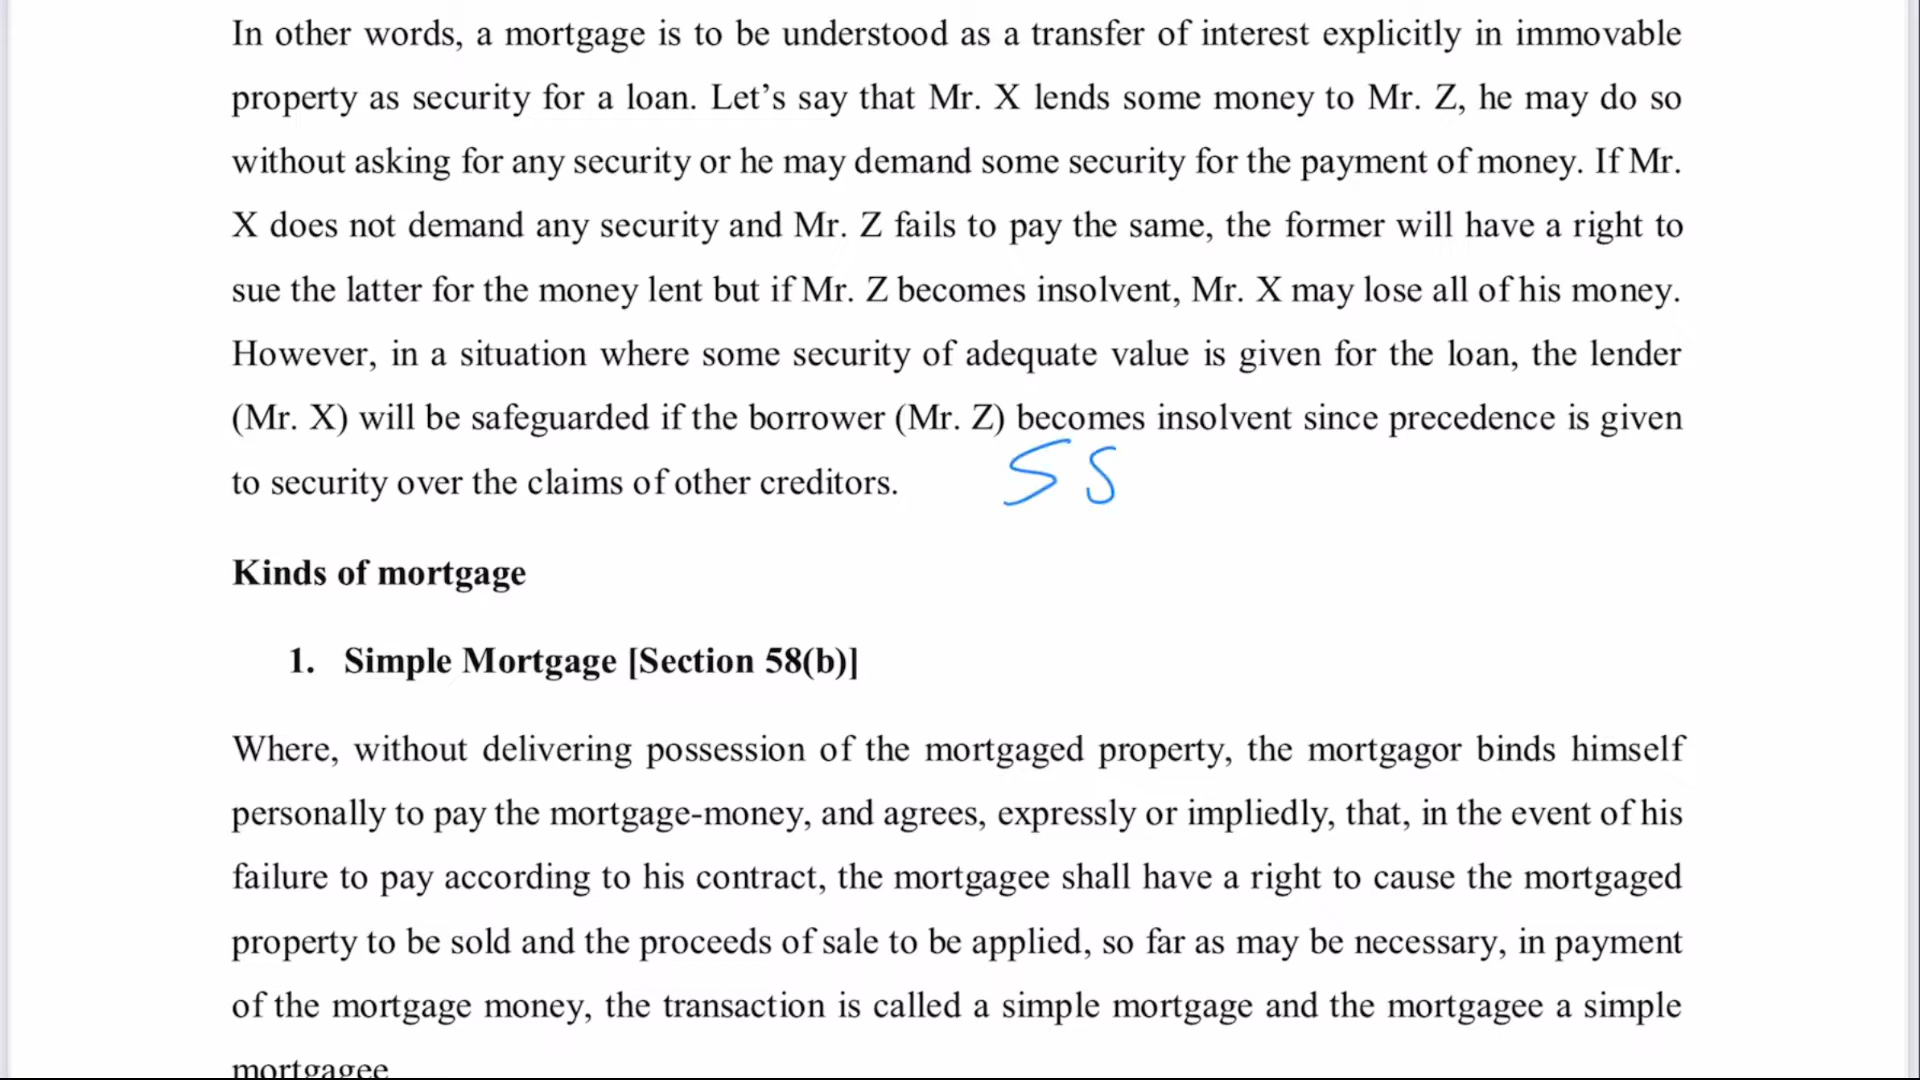 In other words, a mortgage is to be understood as a transfer of interest explicitly in immovable
property as security for a loan. Let’s say that Mr. X lends some money to Mr. Z, he may do so
without asking for any security or he may demand some security for the payment of money. If Mr.
X does not demand any security and Mr. Z fails to pay the same, the former will have a right to
sue the latter for the money lent but if Mr. Z becomes insolvent, Mr. X may lose all of his money.
However, in a situation where some security of adequate value is given for the loan, the lender
(Mr. X) will be safeguarded if the borrower (Mr. Z) becomes insolvent since precedence is given
to security over the claims of other creditors.
Kinds of mortgage
1. Simple Mortgage [Section 58(b)]
Where, without delivering possession of the mortgaged property, the mortgagor binds himself
personally to pay the mortgage-money, and agrees, expressly or impliedly, that, in the event of his
failure to pay according to his contract, the mortgagee shall have a right to cause the mortgaged
property to be sold and the proceeds of sale to be applied, so far as may be necessary, in payment
of the mortgage money, the transaction is called a simple mortgage and the mortgagee a simple
mortgagee